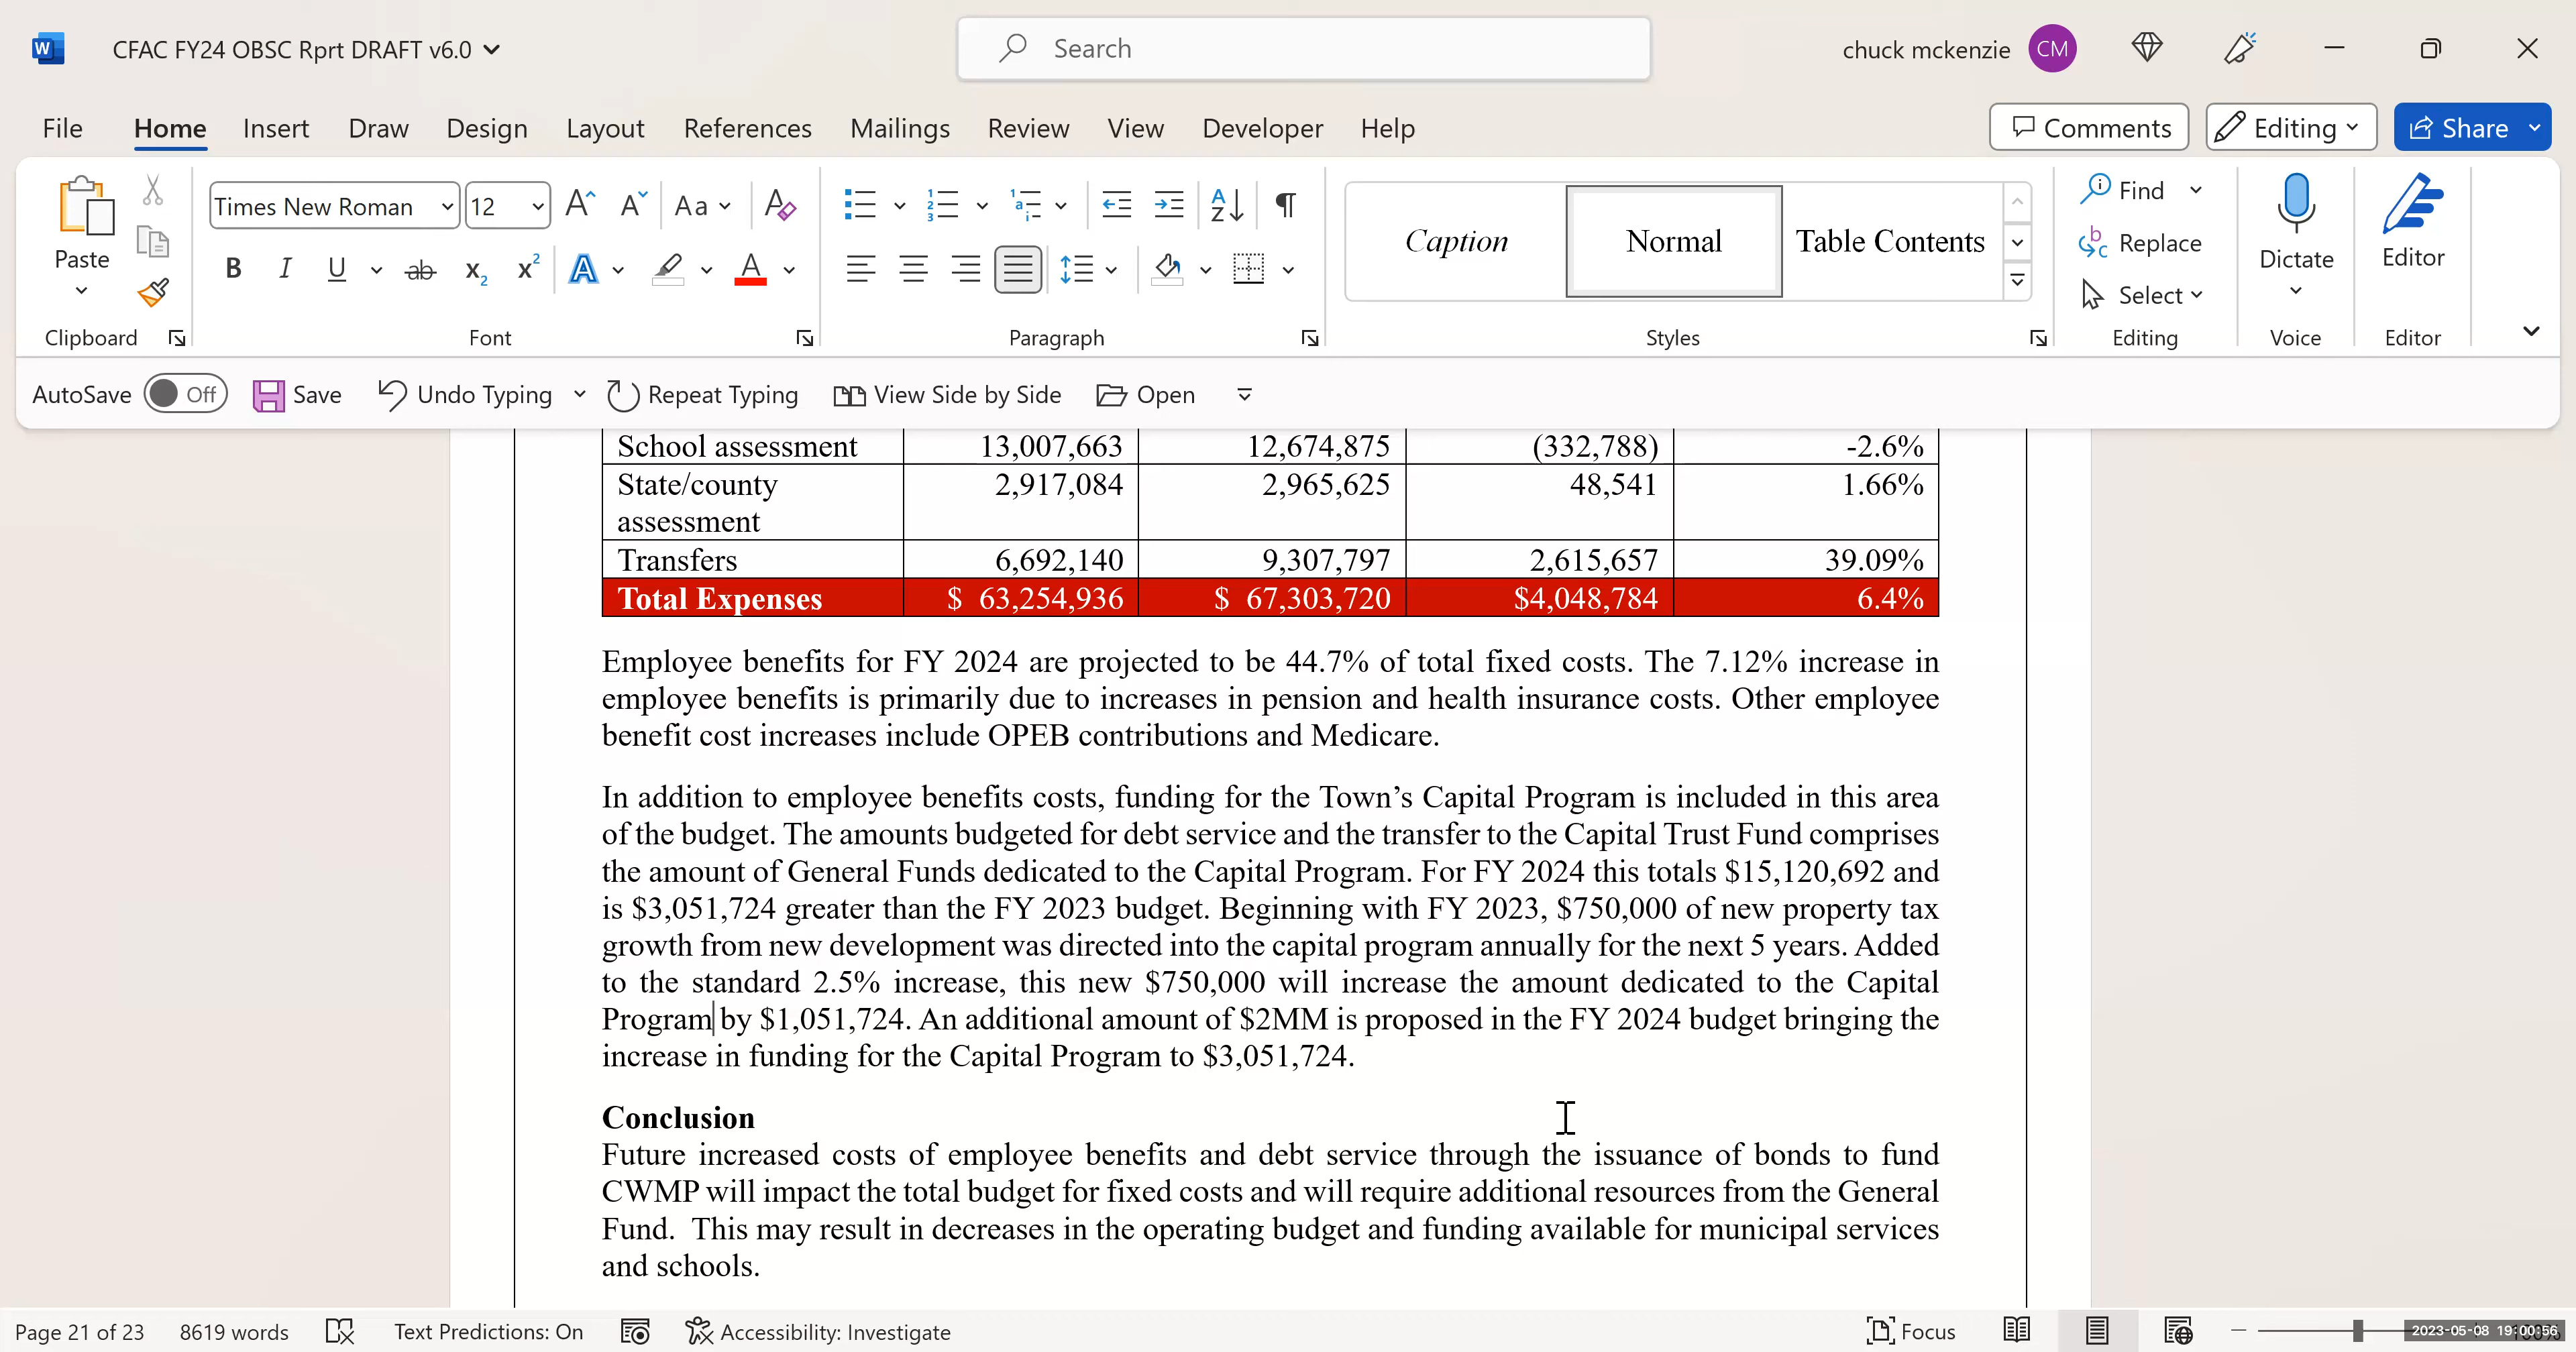 CFAC FY24 OBSC Rprt DRAFT v6.0
Search
chuck mckenzie CM
File Home Insert Draw Design Layout References Mailings Review View Developer Help
Comments Editing Share
Paste
Clipboard
Times New Roman 12
Font
Paragraph
Caption Normal Table Contents
Styles
Find
Replace
Select
Editing
Dictate
Voice
Editor
Editor
AutoSave Off Save Undo Typing Repeat Typing View Side by Side Open
School assessment 13,007,663 12,674,875 (332,788) -2.6%
State/county 2,917,084 2,965,625 48,541 1.66%
assessment
Transfers 6,692,140 9,307,797 2,615,657 39.09%
Total Expenses $ 63,254,936 $ 67,303,720 $4,048,784 6.4%
Employee benefits for FY 2024 are projected to be 44.7% of total fixed costs. The 7.12% increase in
employee benefits is primarily due to increases in pension and health insurance costs. Other employee
benefit cost increases include OPEB contributions and Medicare.
In addition to employee benefits costs, funding for the Town’s Capital Program is included in this area
of the budget. The amounts budgeted for debt service and the transfer to the Capital Trust Fund comprises
the amount of General Funds dedicated to the Capital Program. For FY 2024 this totals $15,120,692 and
is $3,051,724 greater than the FY 2023 budget. Beginning with FY 2023, $750,000 of new property tax
growth from new development was directed into the capital program annually for the next 5 years. Added
to the standard 2.5% increase, this new $750,000 will increase the amount dedicated to the Capital
Program by $1,051,724. An additional amount of $2MM is proposed in the FY 2024 budget bringing the
increase in funding for the Capital Program to $3,051,724.
Conclusion
Future increased costs of employee benefits and debt service through the issuance of bonds to fund
CWMP will impact the total budget for fixed costs and will require additional resources from the General
Fund. This may result in decreases in the operating budget and funding available for municipal services
and schools.
Page 21 of 23 8619 words Text Predictions: On Accessibility: Investigate Focus
2023-05-08 19:00:56